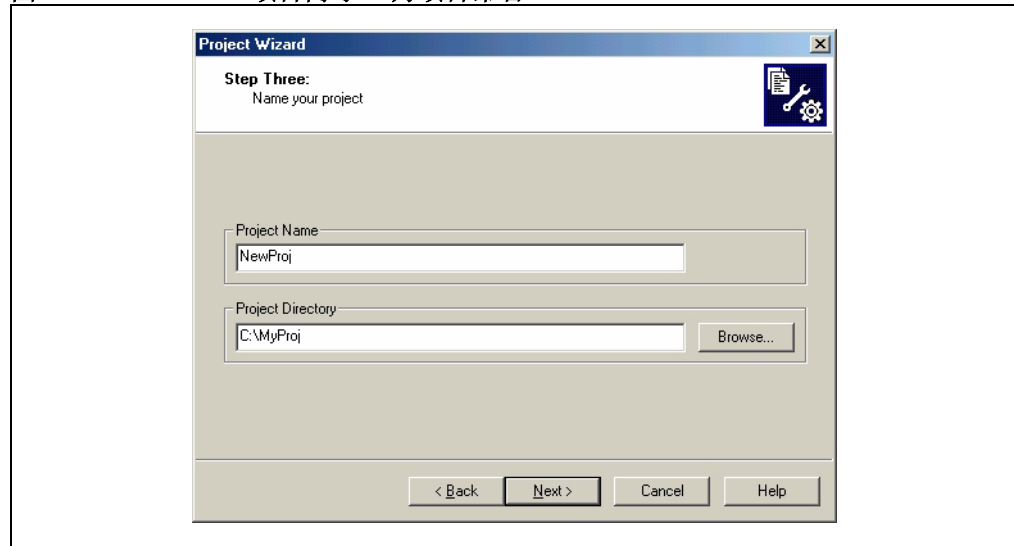 Project Wizard
Step Three:
Name your project
Project Name
NewProj
Project Directory
C:\MyProj
Browse...
< Back
Next >
Cancel
Help